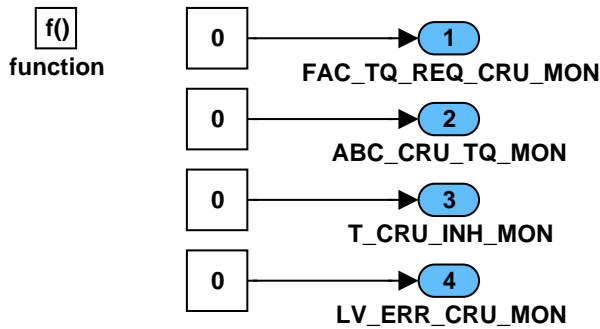 f()
function
0
1
FAC_TQ_REQ_CRU_MON
0
2
ABC_CRU_TQ_MON
0
3
T_CRU_INH_MON
0
4
LV_ERR_CRU_MON